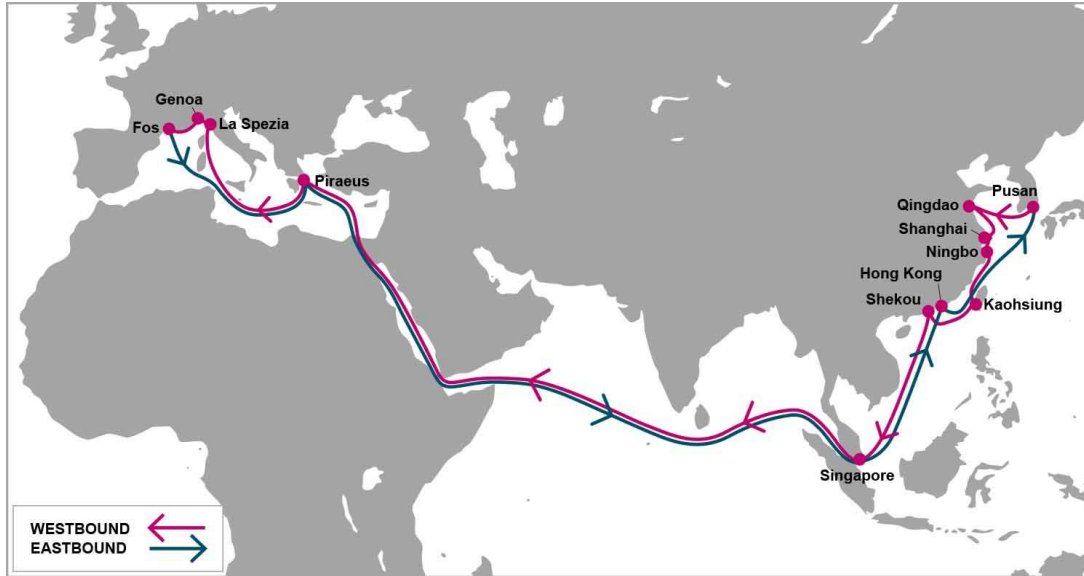 Genoa
Fos
La Spezia
Piraeus
Qingdao
Pusan
Shanghai
Ningbo
Hong Kong
Shekou
Kaohsiung
Singapore
WESTBOUND
EASTBOUND